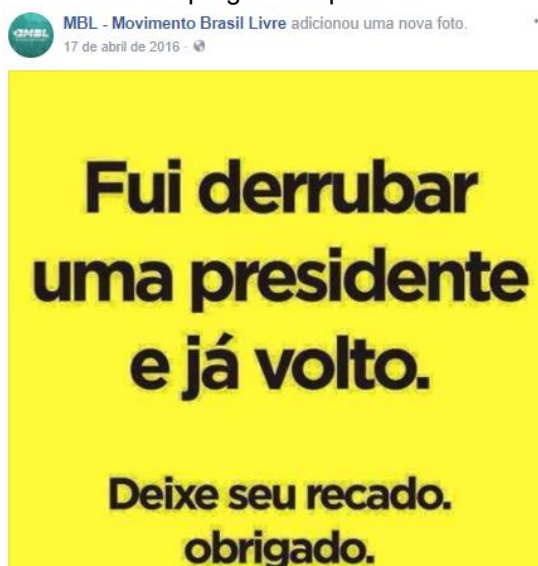 MBL - Movimento Brasil Livre adicionou uma nova foto.
17 de abril de 2016 ·
Fui derrubar
uma presidente
e já volto.
Deixe seu recado.
obrigado.